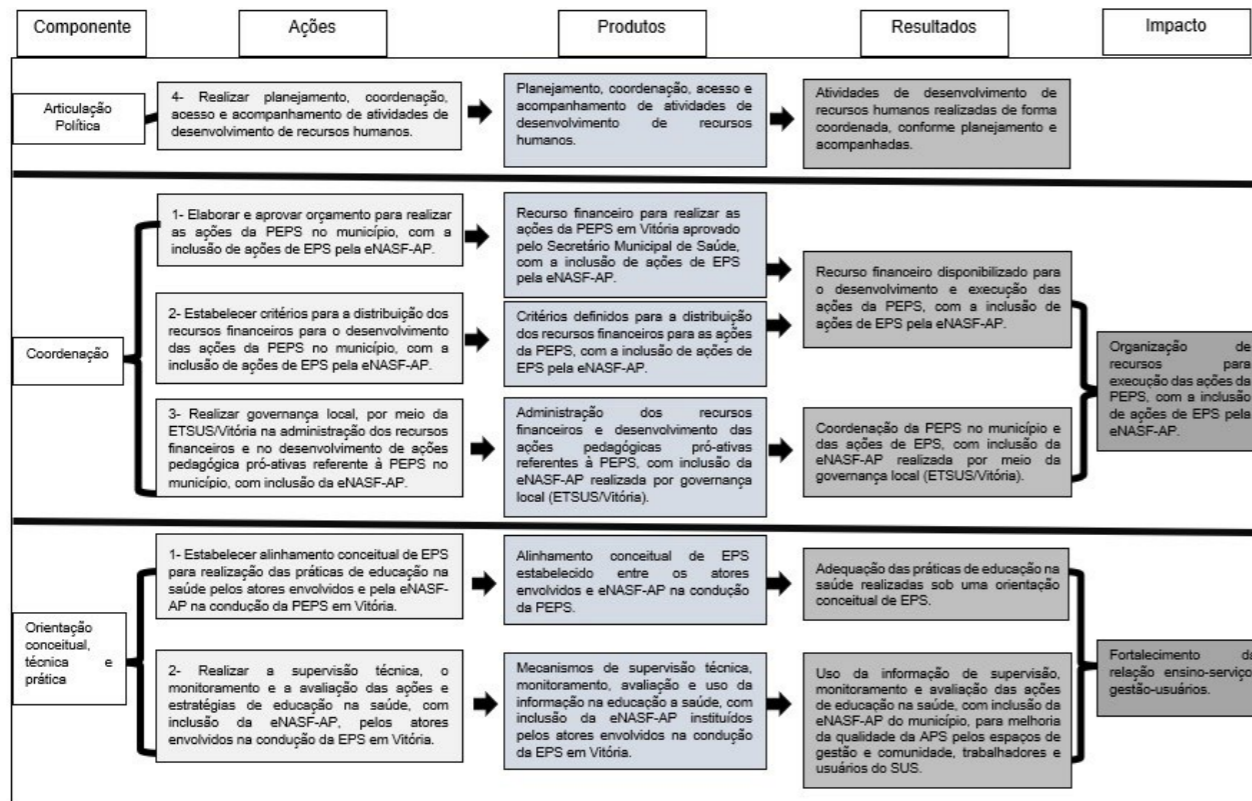 Componente
Ações
Produtos
Resultados
Impacto
Articulação
Política
4- Realizar planejamento, coordenação,
acesso e acompanhamento de atividades de
desenvolvimento de recursos humanos.
Planejamento, coordenação, acesso e
acompanhamento de atividades de
desenvolvimento de recursos
humanos.
Atividades de desenvolvimento de
recursos humanos realizadas de forma
coordenada, conforme planejamento e
acompanhadas.
Coordenação
1- Elaborar e aprovar orçamento para realizar
as ações da PEPS no município, com a
inclusão de ações de EPS pela eNASF-AP.
Recurso financeiro para realizar as
ações da PEPS em Vitória aprovado
pelo Secretário Municipal de Saúde,
com a inclusão de ações de EPS
pela eNASF-AP.
2- Estabelecer critérios para a distribuição dos
recursos financeiros para o desenvolvimento
das ações da PEPS no município, com a
inclusão de ações de EPS pela eNASF-AP.
Critérios definidos para a distribuição
dos recursos financeiros para as ações
da PEPS, com a inclusão de ações de
EPS pela eNASF-AP.
Recurso financeiro disponibilizado para
o desenvolvimento e execução das
ações da PEPS, com a inclusão de
ações de EPS pela eNASF-AP.
3- Realizar governança local, por meio da
ETSUS/Vitória na administração dos recursos
financeiros e no desenvolvimento de ações
pedagógica pró-ativas referente à PEPS no
município, com inclusão da eNASF-AP.
Administração dos recursos
financeiros e desenvolvimento das
ações pedagógicas pró-ativas
referentes à PEPS, com inclusão da
eNASF-AP realizada por governança
local (ETSUS/Vitória).
Coordenação da PEPS no município e
das ações de EPS, com inclusão da
eNASF-AP realizada por meio da
governança local (ETSUS/Vitória).
Organização de
recursos para
execução das ações da
PEPS, com a inclusão
de ações de EPS pela
eNASF-AP.
Orientação
conceitual,
técnica e
prática
1- Estabelecer alinhamento conceitual de EPS
para realização das práticas de educação na
saúde pelos atores envolvidos e pela eNASF-
AP na condução da PEPS em Vitória.
Alinhamento conceitual de EPS
estabelecido entre os atores
envolvidos e eNASF-AP na condução
da PEPS.
Adequação das práticas de educação na
saúde realizadas sob uma orientação
conceitual de EPS.
2- Realizar a supervisão técnica, o
monitoramento e a avaliação das ações e
estratégias de educação na saúde, com
inclusão da eNASF-AP, pelos atores
envolvidos na condução da EPS em Vitória.
Mecanismos de supervisão técnica,
monitoramento, avaliação e uso da
informação na educação a saúde, com
inclusão da eNASF-AP instituídos
pelos atores envolvidos na condução
da EPS em Vitória.
Uso da informação de supervisão,
monitoramento e avaliação das ações
de educação na saúde, com inclusão da
eNASF-AP do município, para melhoria
da qualidade da APS pelos espaços de
gestão e comunidade, trabalhadores e
usuários do SUS.
Fortalecimento
relação ensino-serviço
gestão-usuários.